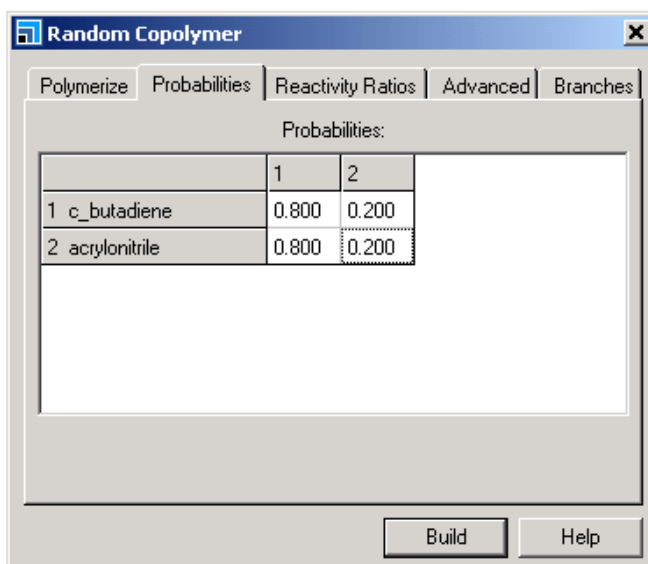 Random Copolymer
Polymerize Probabilities Reactivity Ratios Advanced Branches
Probabilities:
1 2
1 c_butadiene 0.800 0.200
2 acrylonitrile 0.800 0.200
Build Help